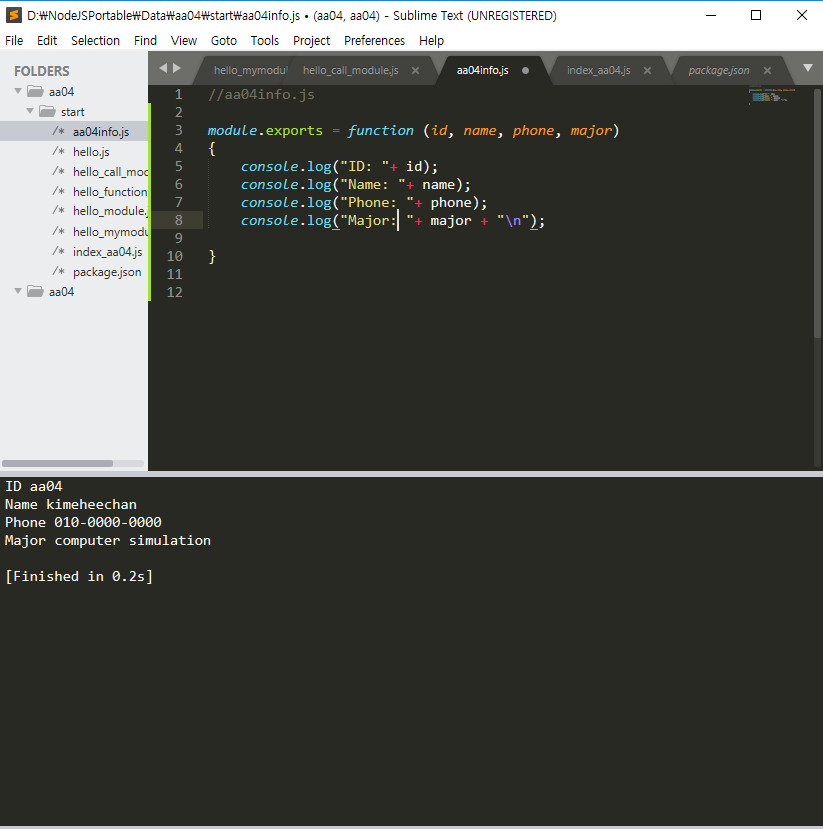 D:₩NodeJSPortable₩Data₩aa04₩start₩aa04info.js • (aa04, aa04) - Sublime Text (UNREGISTERED)
File Edit Selection Find View Goto Tools Project Preferences Help
FOLDERS
aa04
start
/* aa04info.js
/* hello.js
/* hello_call_moc
/* hello_function
/* hello_module.
/* hello_mymodu
/* index_aa04.js
/* package.json
aa04
hello_mymodul hello_call_module.js × aa04info.js ● index_aa04.js × package.json ×
1 //aa04info.js
2
3 module.exports = function (id, name, phone, major)
4 {
5 console.log("ID: "+ id);
6 console.log("Name: "+ name);
7 console.log("Phone: "+ phone);
8 console.log("Major: "+ major + "\n");
9
10 }
11
12
ID aa04
Name kimeheechan
Phone 010-0000-0000
Major computer simulation
[Finished in 0.2s]